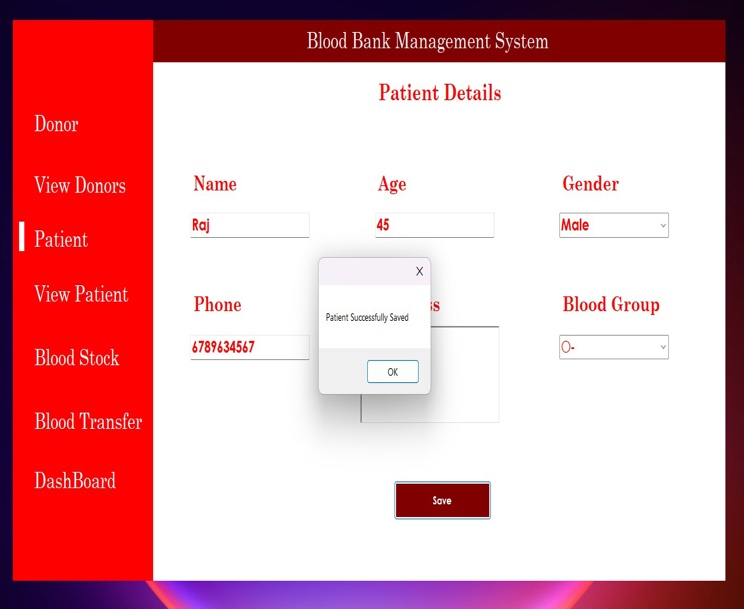 Blood Bank Management System
Patient Details
Donor
View Donors
Patient
View Patient
Blood Stock
Blood Transfer
DashBoard
Name
Age
Gender
Raj
45
Male
X
Patient Successfully Saved
OK
Phone
ss
Blood Group
6789634567
O-
Save